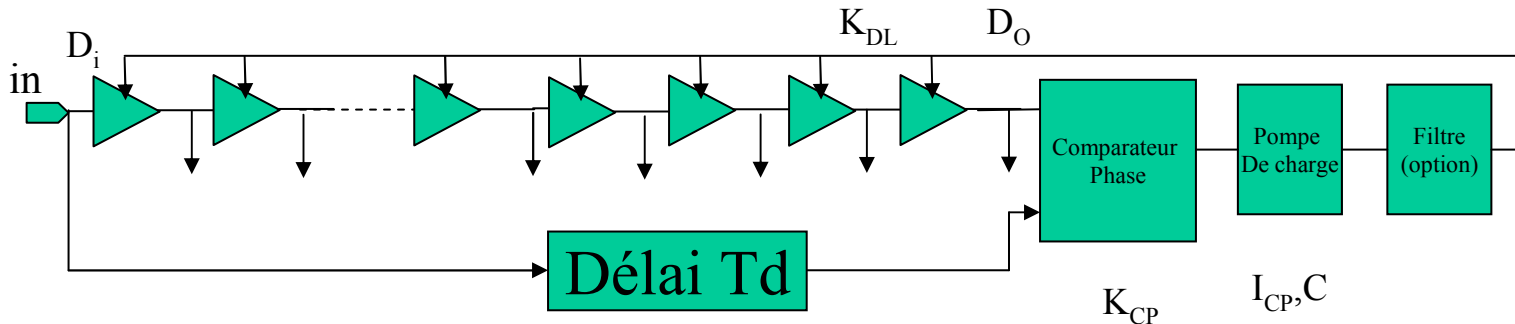 in
D_i
K_DL
D_O
Comparateur
Phase
Pompe
De charge
Filtre
(option)
Délai Td
K_CP
I_CP,C